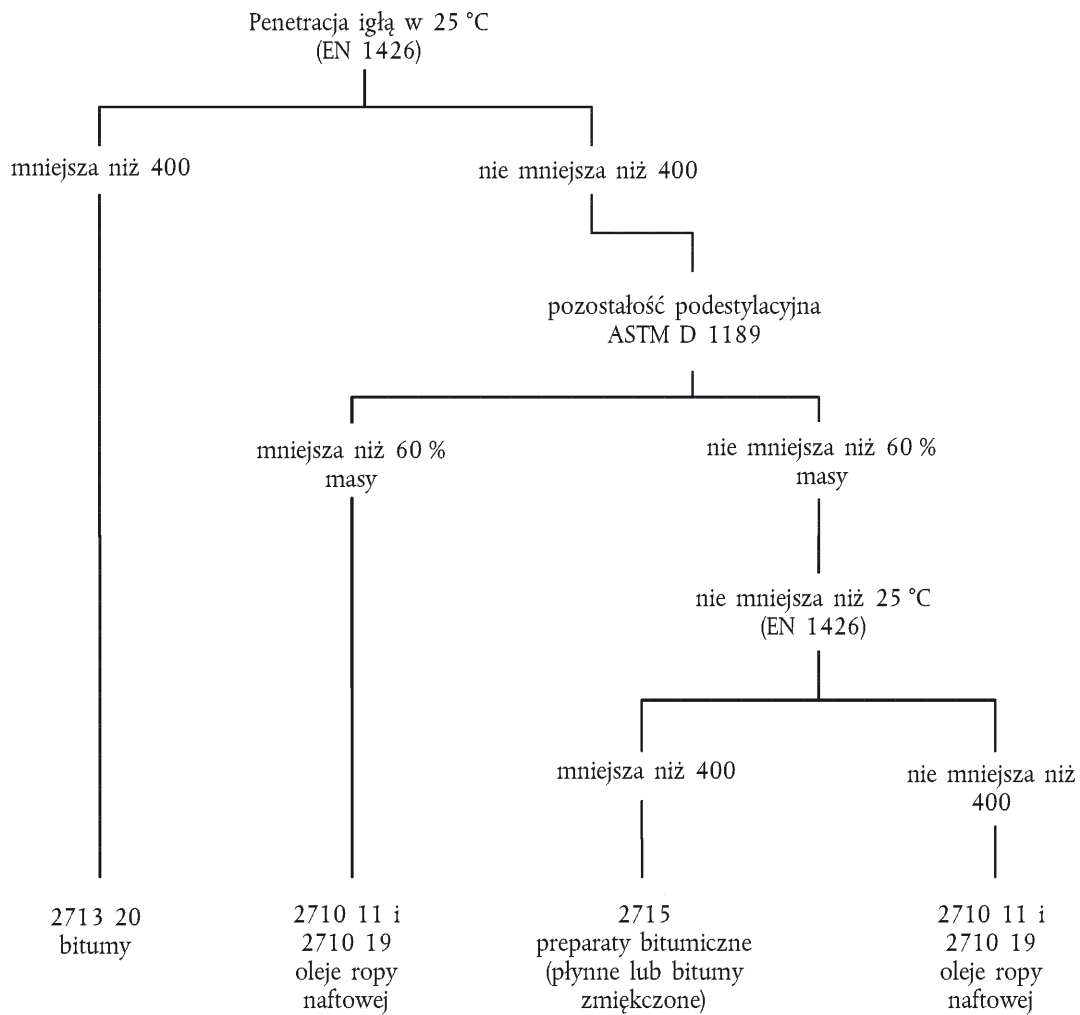 Penetracja igłą w 25 °C
(EN 1426)
mniejsza niż 400
nie mniejsza niż 400
pozostałość podestylacyjna
ASTM D 1189
mniejsza niż 60 %
masy
nie mniejsza niż 60 %
masy
nie mniejsza niż 25 °C
(EN 1426)
mniejsza niż 400
nie mniejsza niż
400
2713 20
bitumy
2710 11 i
2710 19
oleje ropy
naftowej
2715
preparaty bitumiczne
(płynne lub bitumy
zmiękczone)
2710 11 i
2710 19
oleje ropy
naftowej